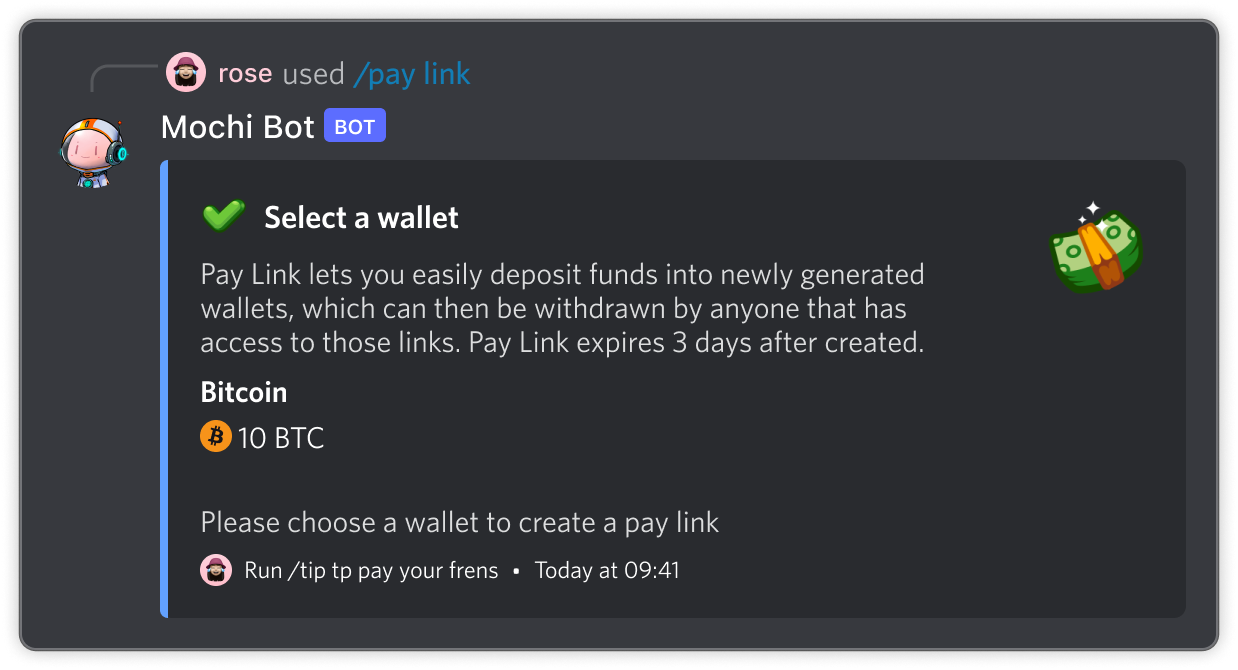 rose used /pay link
Mochi Bot BOT
Select a wallet
Pay Link lets you easily deposit funds into newly generated
wallets, which can then be withdrawn by anyone that has
access to those links. Pay Link expires 3 days after created.
Bitcoin
10 BTC
Please choose a wallet to create a pay link
Run /tip tp pay your frens • Today at 09:41